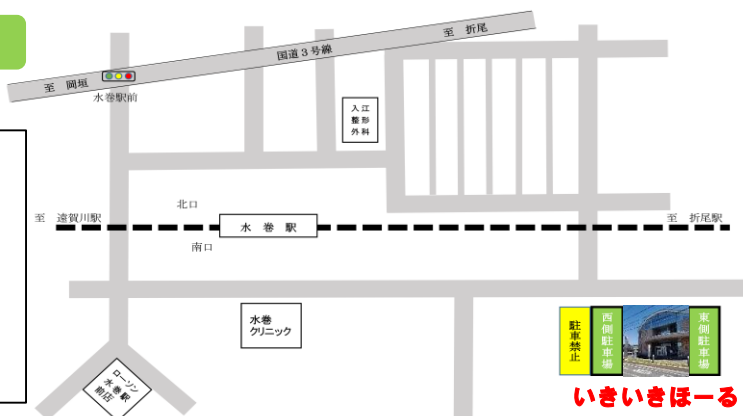 至 折尾
国道３号線
至 岡垣
水巻駅前
入江
整形
外科
北口
至 遠賀川駅
水 巻 駅
至 折尾駅
南口
水巻
クリニック
駐車禁止
西側駐車場
東側駐車場
ローソン
水巻駅
前店
いきいきほーる